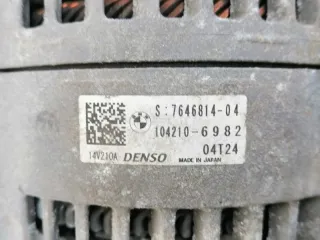 S:7646814-04
104210-6982
04T24
14V210A DENSO MADE IN JAPAN